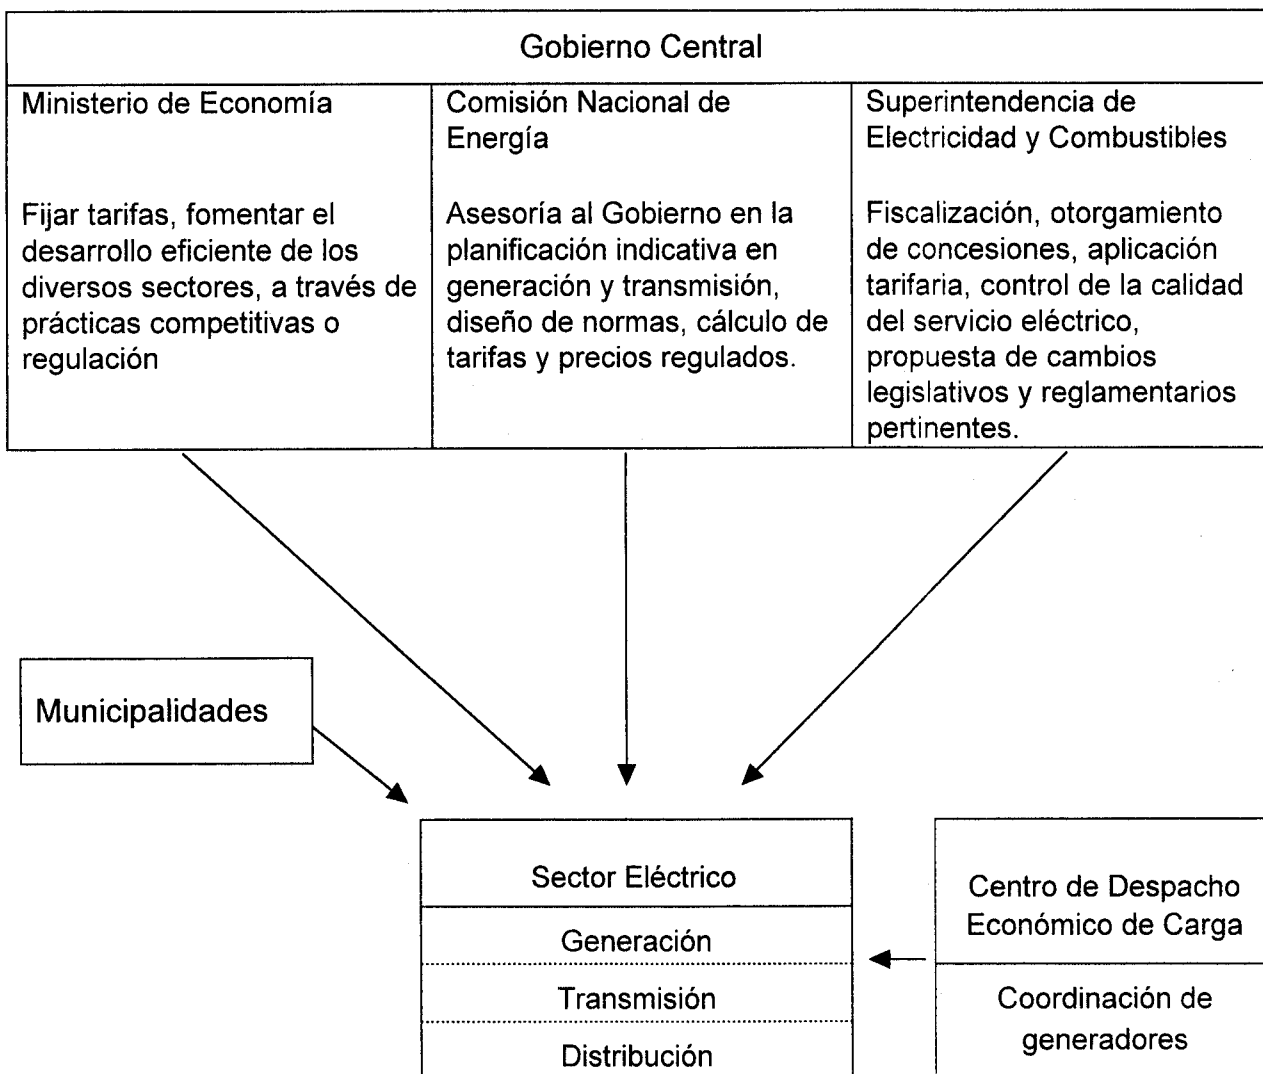 Gobierno Central
Ministerio de Economía
Fijar tarifas, fomentar el
desarrollo eficiente de los
diversos sectores, a través de
prácticas competitivas o
regulación
Comisión Nacional de
Energía
Asesoría al Gobierno en la
planificación indicativa en
generación y transmisión,
diseño de normas, cálculo de
tarifas y precios regulados.
Superintendencia de
Electricidad y Combustibles
Fiscalización, otorgamiento
de concesiones, aplicación
tarifaria, control de la calidad
del servicio eléctrico,
propuesta de cambios
legislativos y reglamentarios
pertinentes.
Municipalidades
Sector Eléctrico
Generación
Transmisión
Distribución
Centro de Despacho
Económico de Carga
Coordinación de
generadores